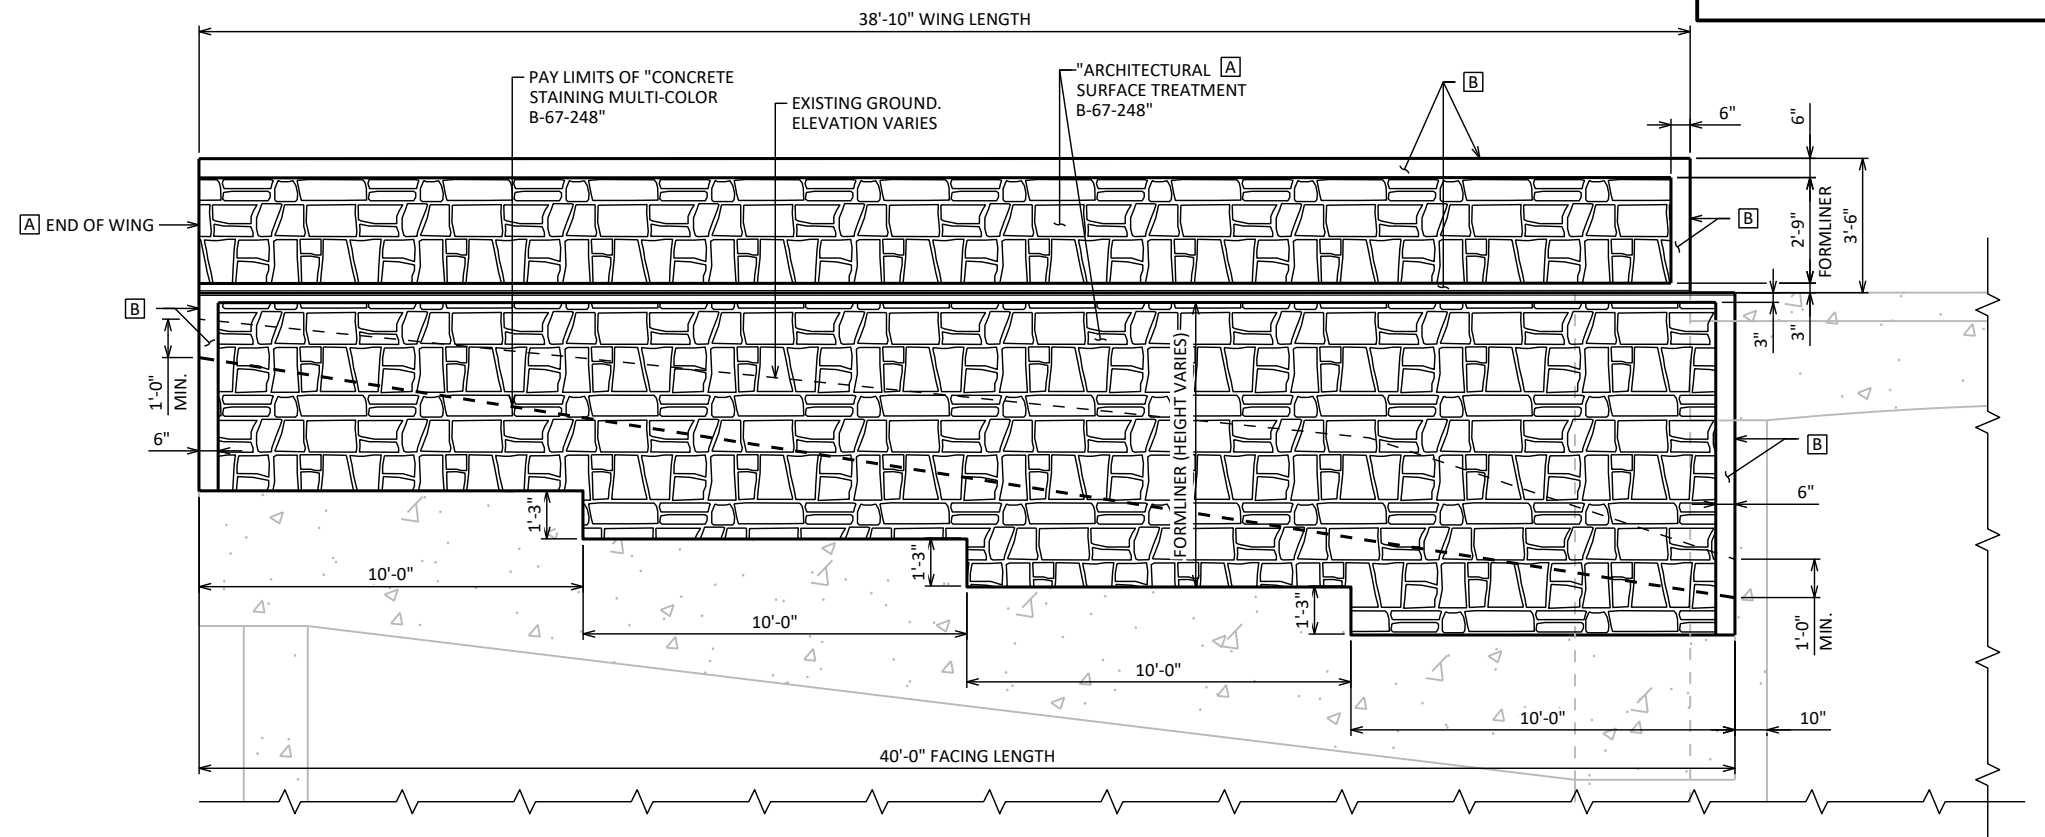 38'-10" WING LENGTH
PAY LIMITS OF "CONCRETE
STAINING MULTI-COLOR
B-67-248"
EXISTING GROUND.
ELEVATION VARIES
"ARCHITECTURAL A
SURFACE TREATMENT
B-67-248"
B
6"
6"
A END OF WING
B
2'-9"
FORMLINER
3'-6"
B
3"
3"
1'-0"
MIN.
6"
FORMLINER (HEIGHT VARIES)
B
6"
1'-3"
1'-3"
1'-3"
10'-0"
10'-0"
10'-0"
10'-0"
10"
1'-0"
MIN.
40'-0" FACING LENGTH